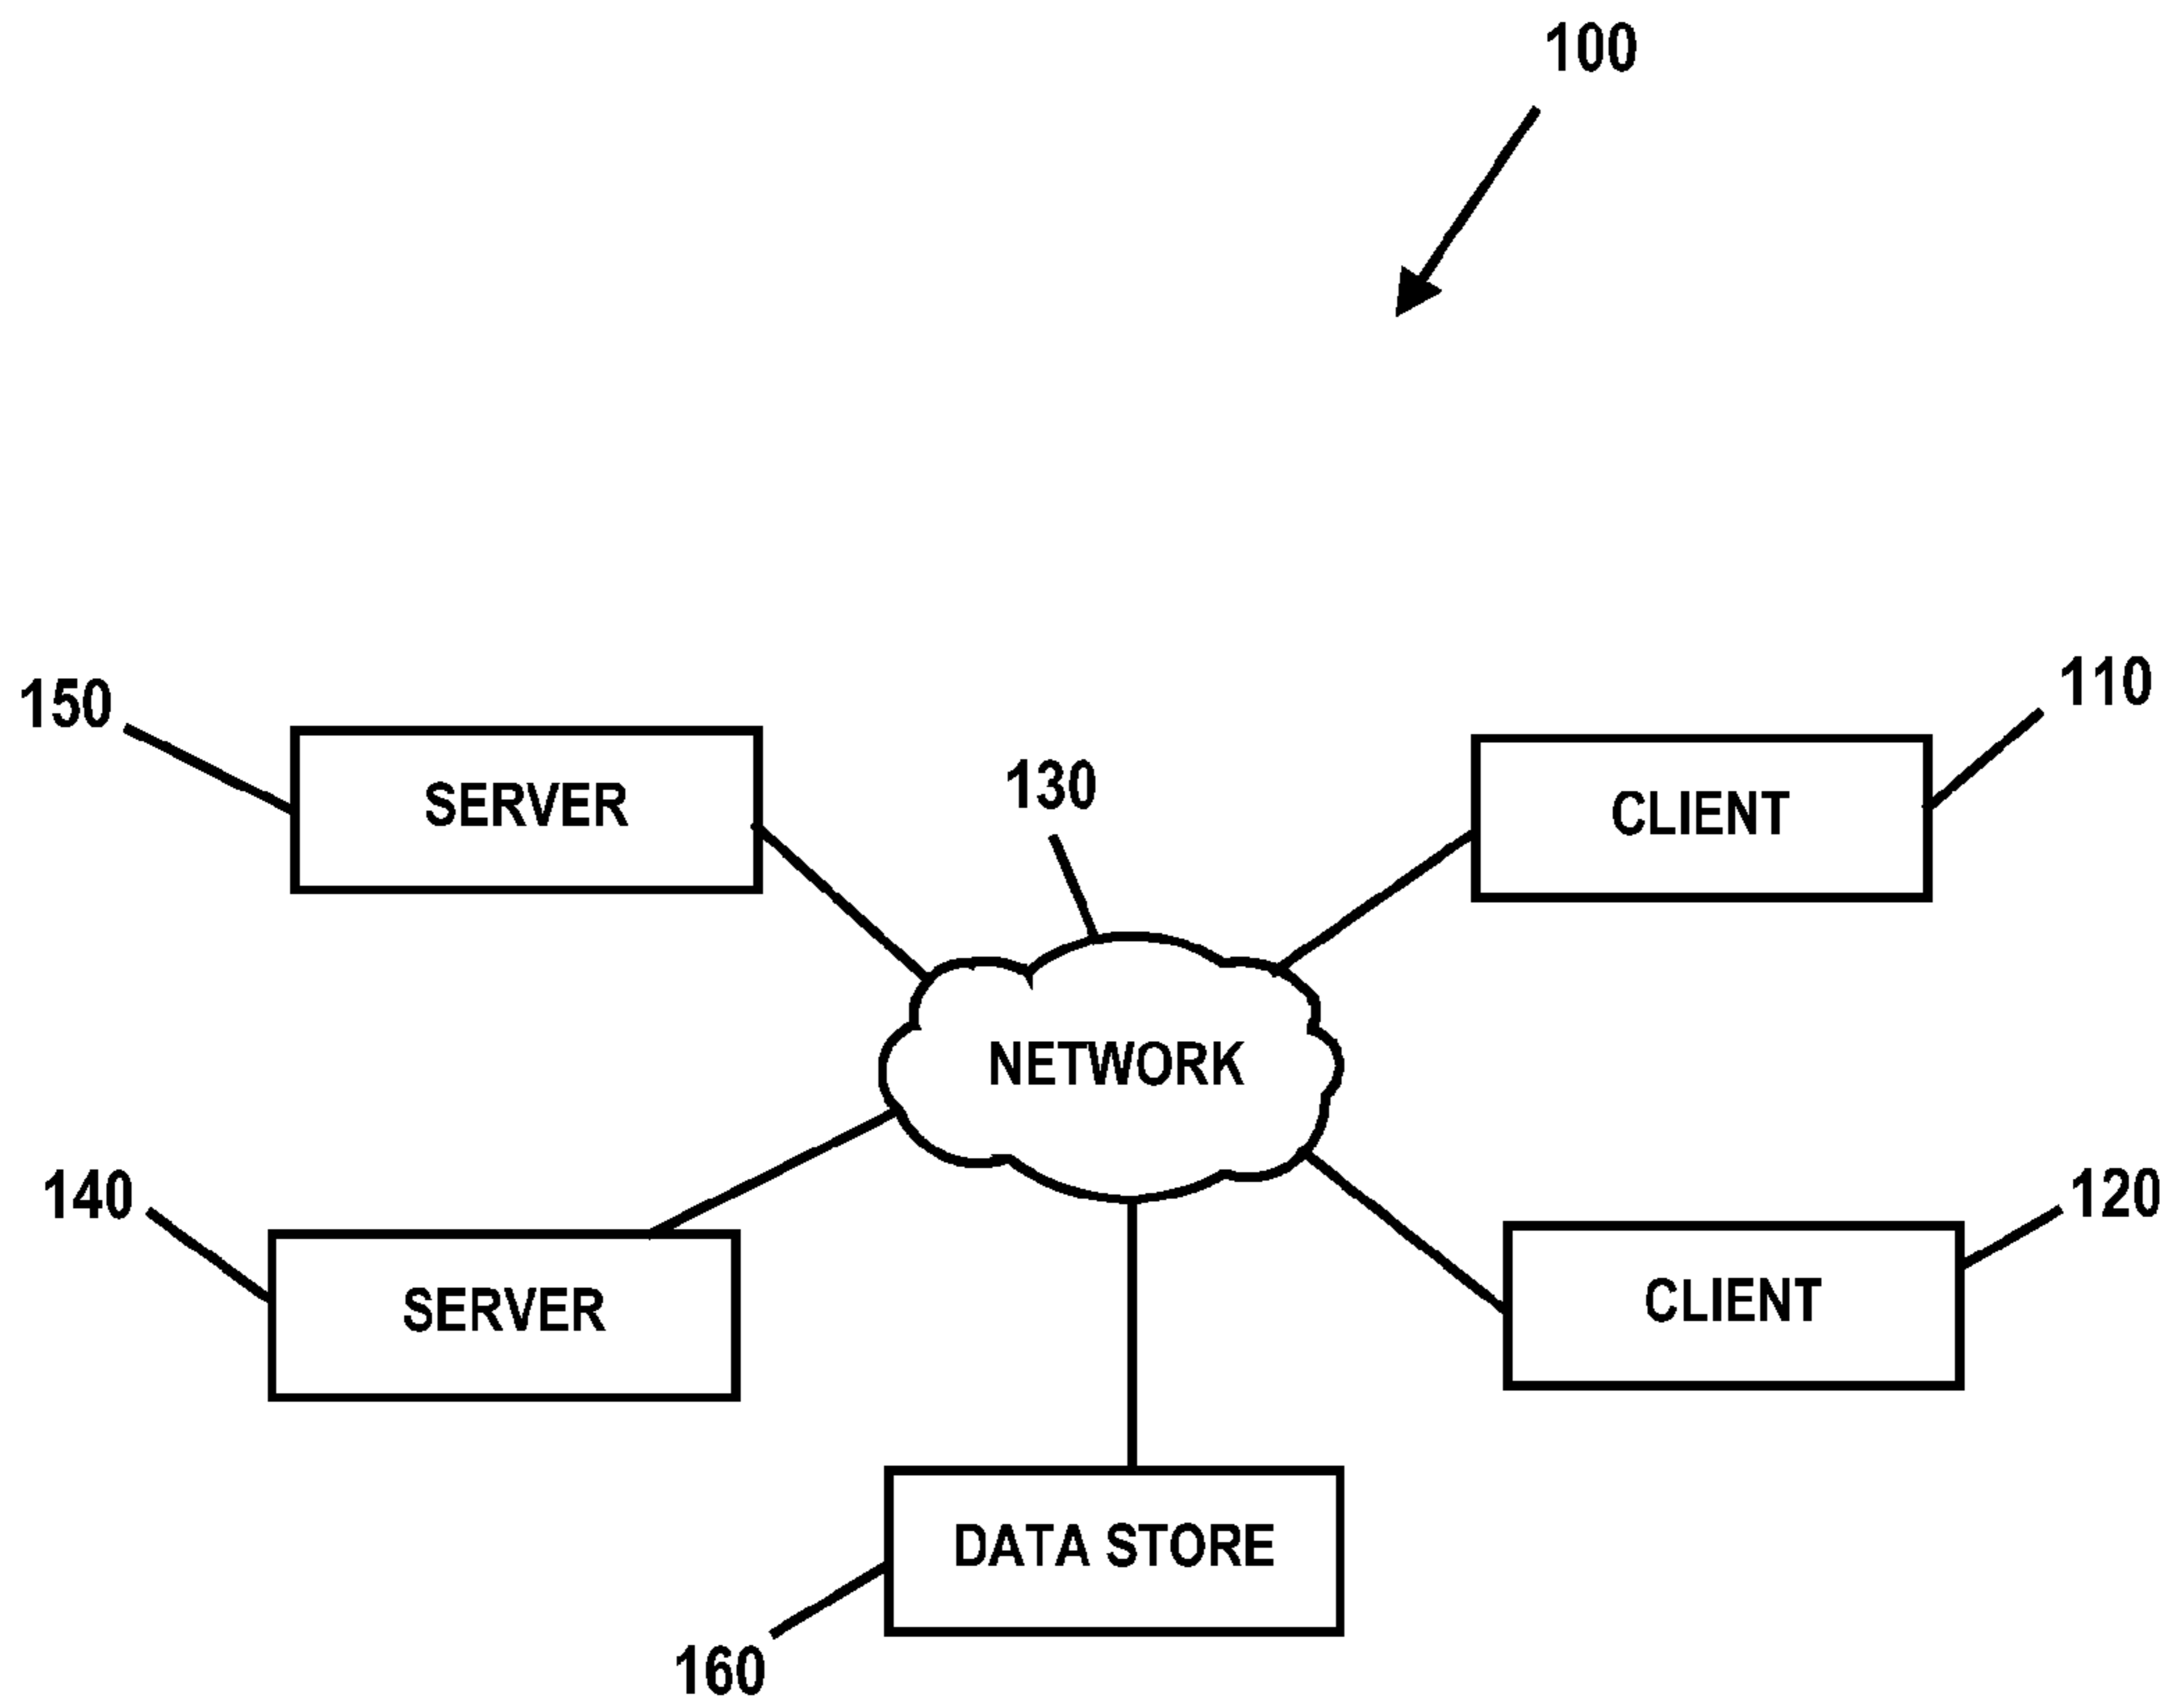 100
150
110
SERVER
130
CLIENT
NETWORK
140
120
SERVER
CLIENT
DATA STORE
160